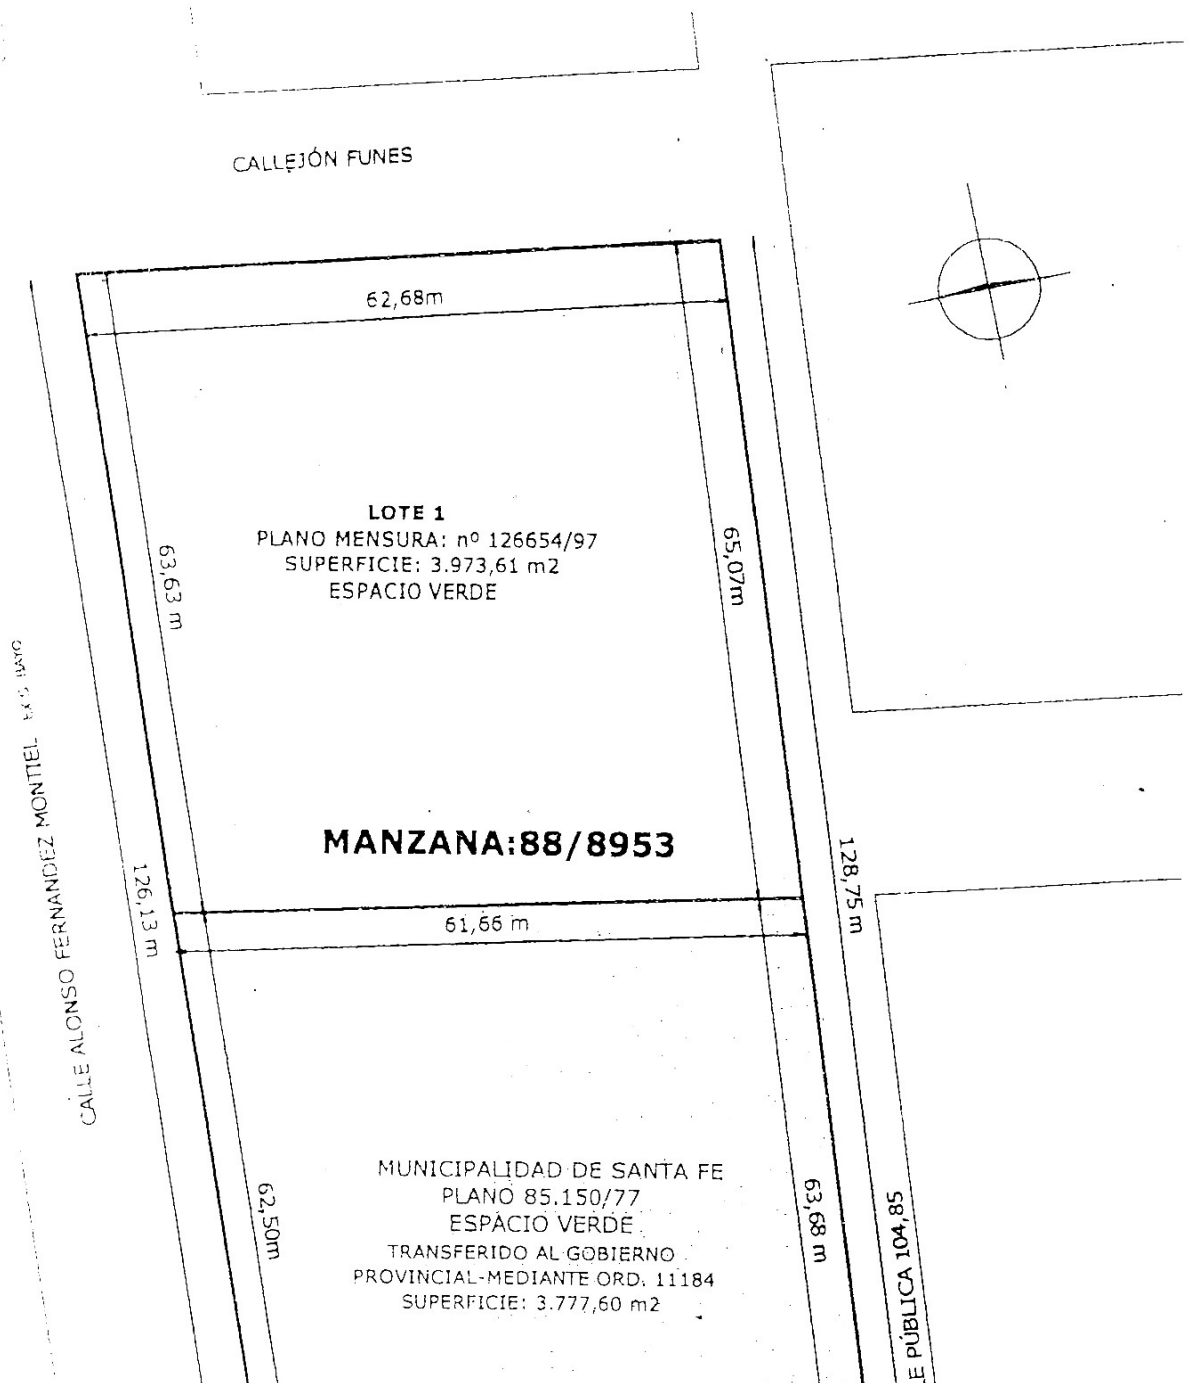 CALLEJÓN FUNES
62,68m
LOTE 1
PLANO MENSURA: nº 126654/97
SUPERFICIE: 3.973,61 m2
ESPACIO VERDE
63,63 m
65,07m
CALLE ALONSO FERNANDEZ MONTIEL
MANZANA:88/8953
126,13 m
128,75 m
61,66 m
MUNICIPALIDAD DE SANTA FE
PLANO 85.150/77
ESPACIO VERDE
TRANSFERIDO AL GOBIERNO
PROVINCIAL-MEDIANTE ORD. 11184
SUPERFICIE: 3.777,60 m2
62,50m
63,68 m
E PÚBLICA 104,85